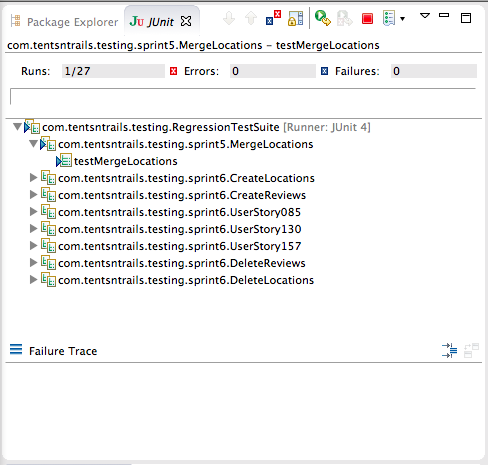 Package Explorer JUnit
com.tentsntrails.testing.sprint5.MergeLocations - testMergeLocations
Runs: 1/27 Errors: 0 Failures: 0
com.tentsntrails.testing.RegressionTestSuite [Runner: JUnit 4]
com.tentsntrails.testing.sprint5.MergeLocations
testMergeLocations
com.tentsntrails.testing.sprint6.CreateLocations
com.tentsntrails.testing.sprint6.CreateReviews
com.tentsntrails.testing.sprint6.UserStory085
com.tentsntrails.testing.sprint6.UserStory130
com.tentsntrails.testing.sprint6.UserStory157
com.tentsntrails.testing.sprint6.DeleteReviews
com.tentsntrails.testing.sprint6.DeleteLocations
Failure Trace